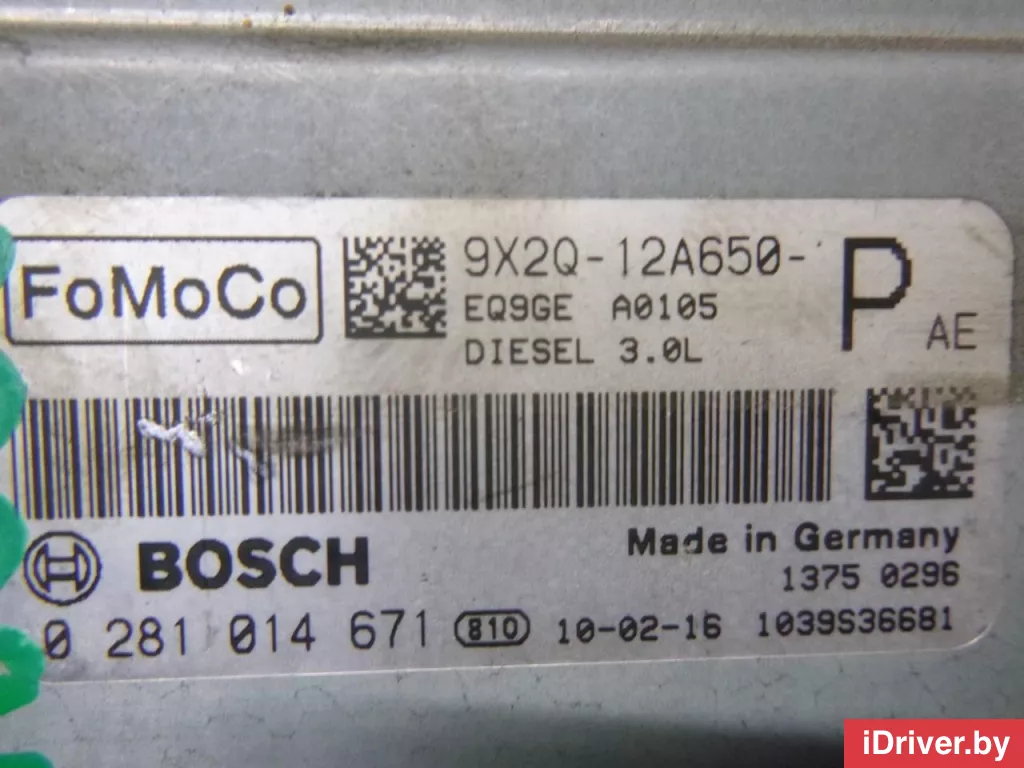 FoMoCo
9X2Q-12A650-
P
AE
EQ9GE A0105
DIESEL 3.0L
BOSCH
Made in Germany
1375 0296
0 281 014 671 810 10-02-16 1039S36681
iDriver.by